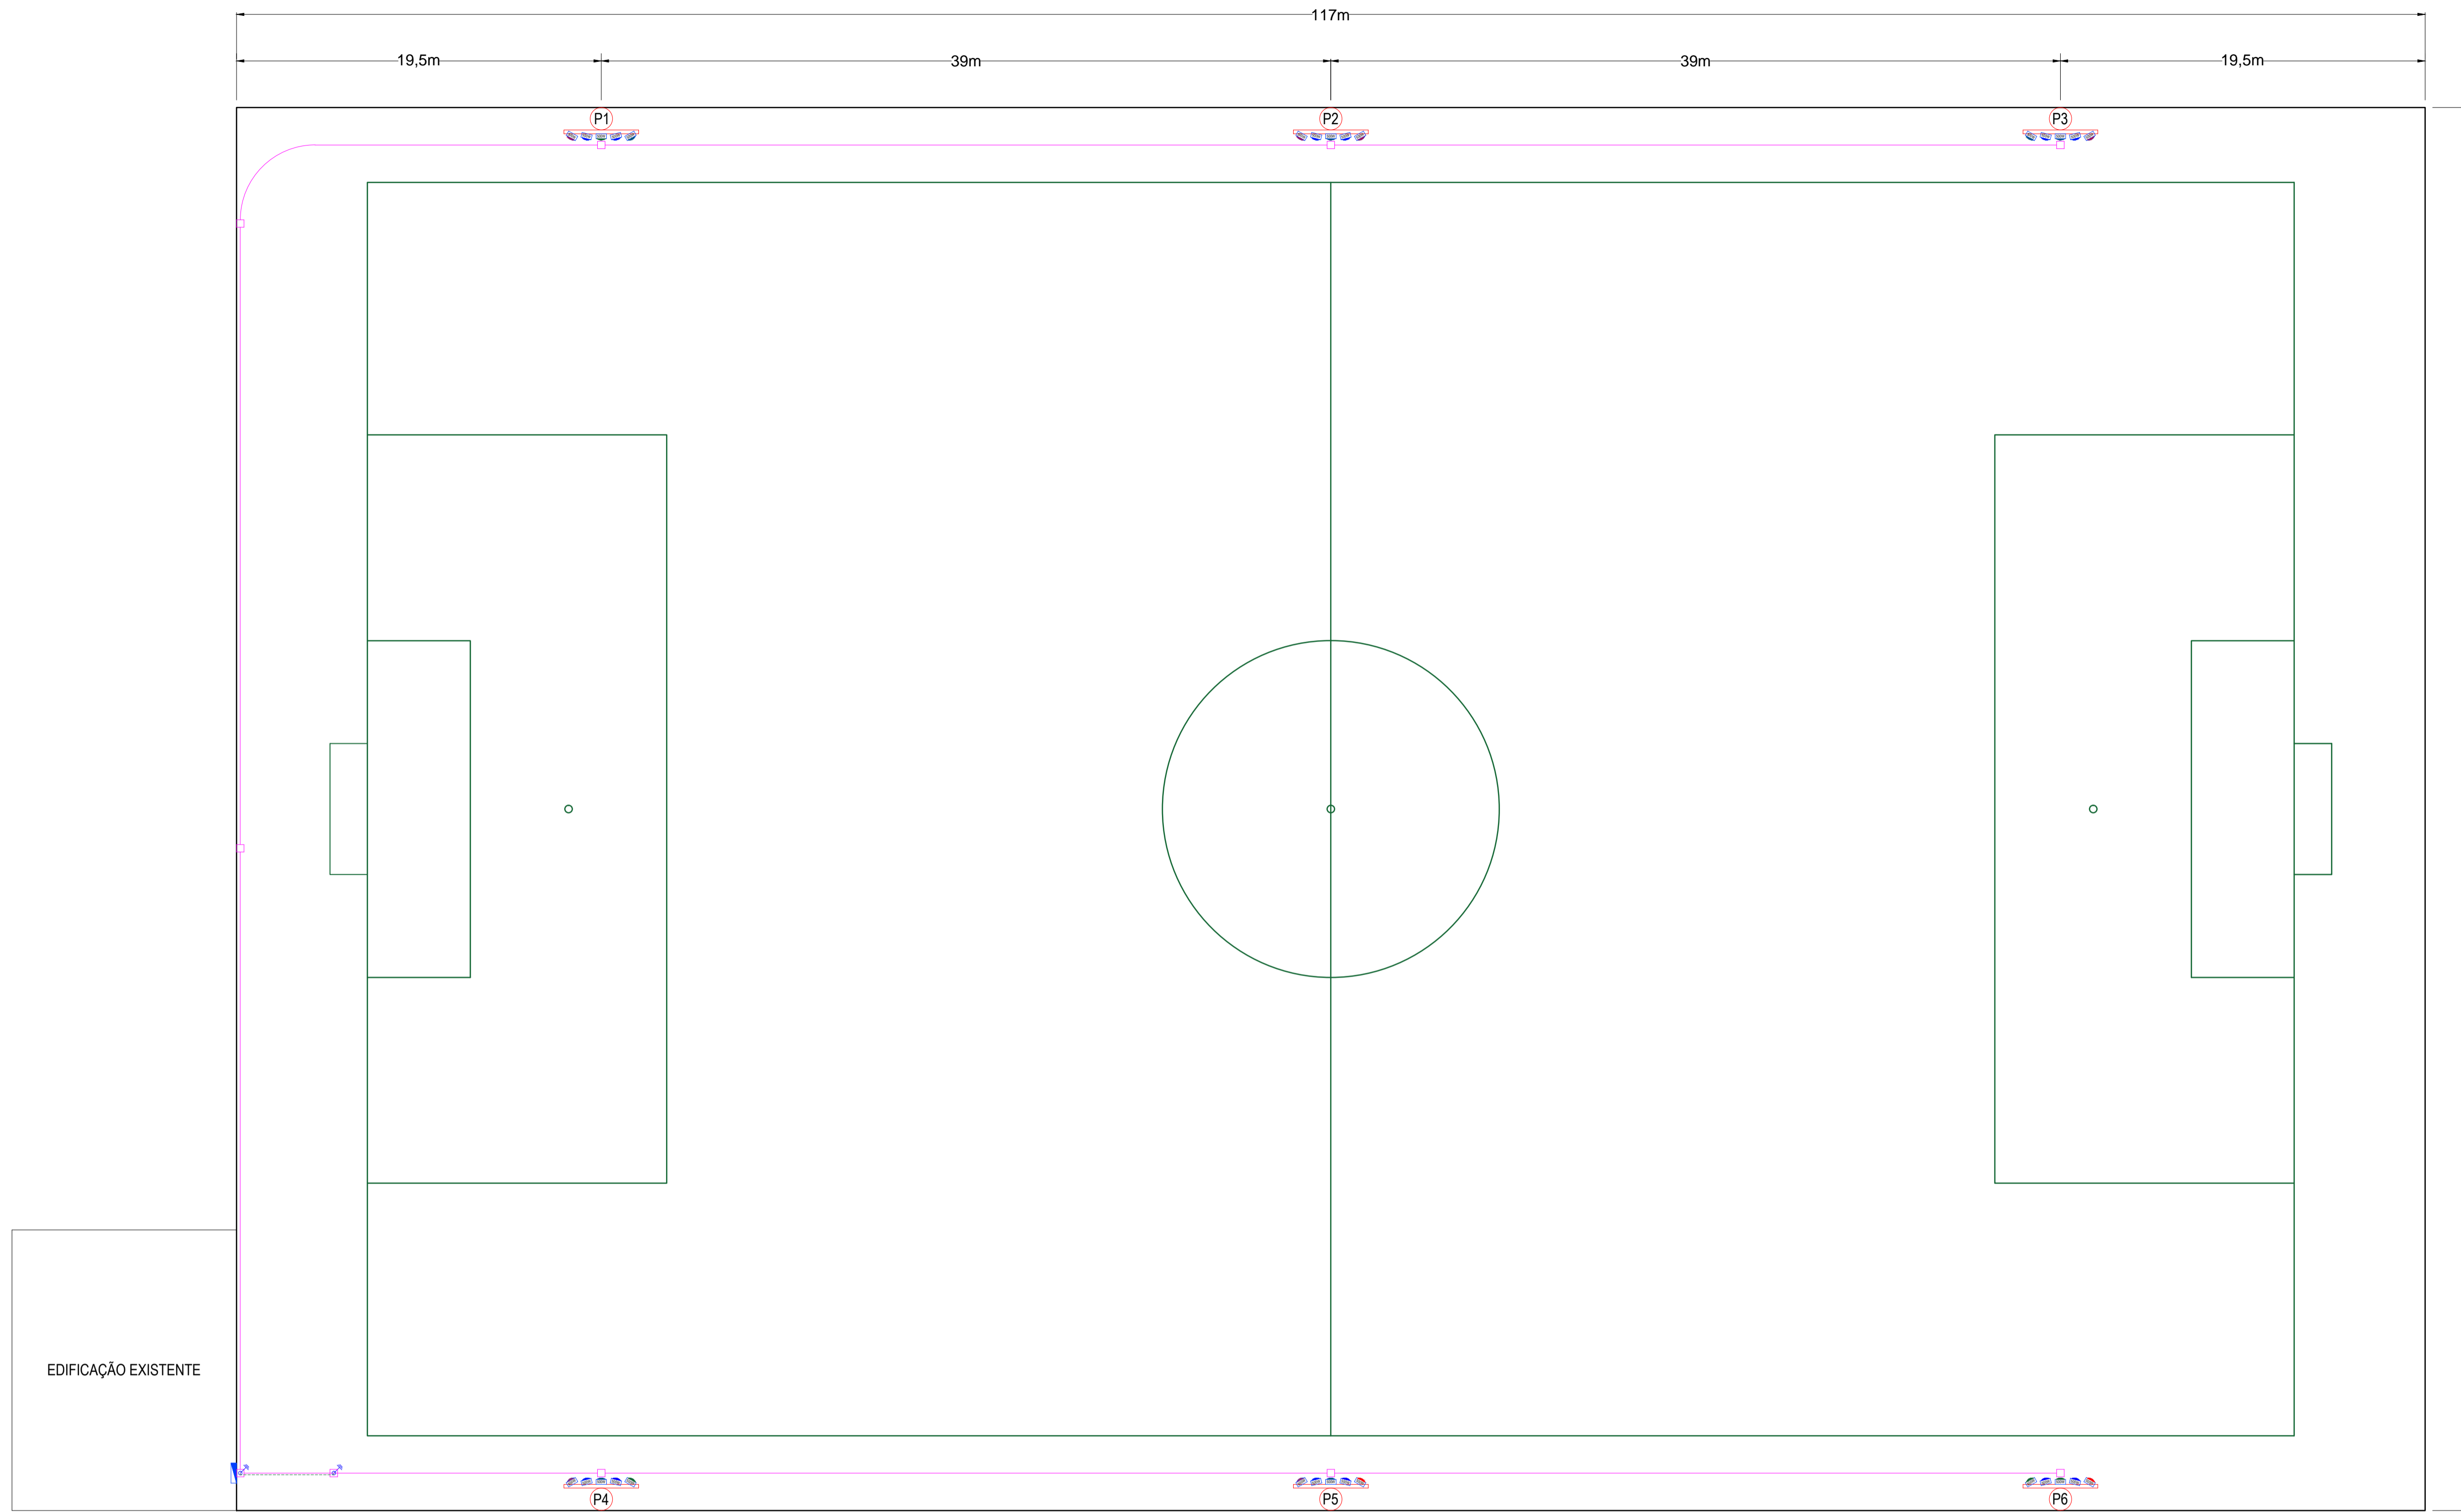 117m
19,5m
39m
39m
19,5m
P1
P2
P3
EDIFICAÇÃO EXISTENTE
P4
P5
P6